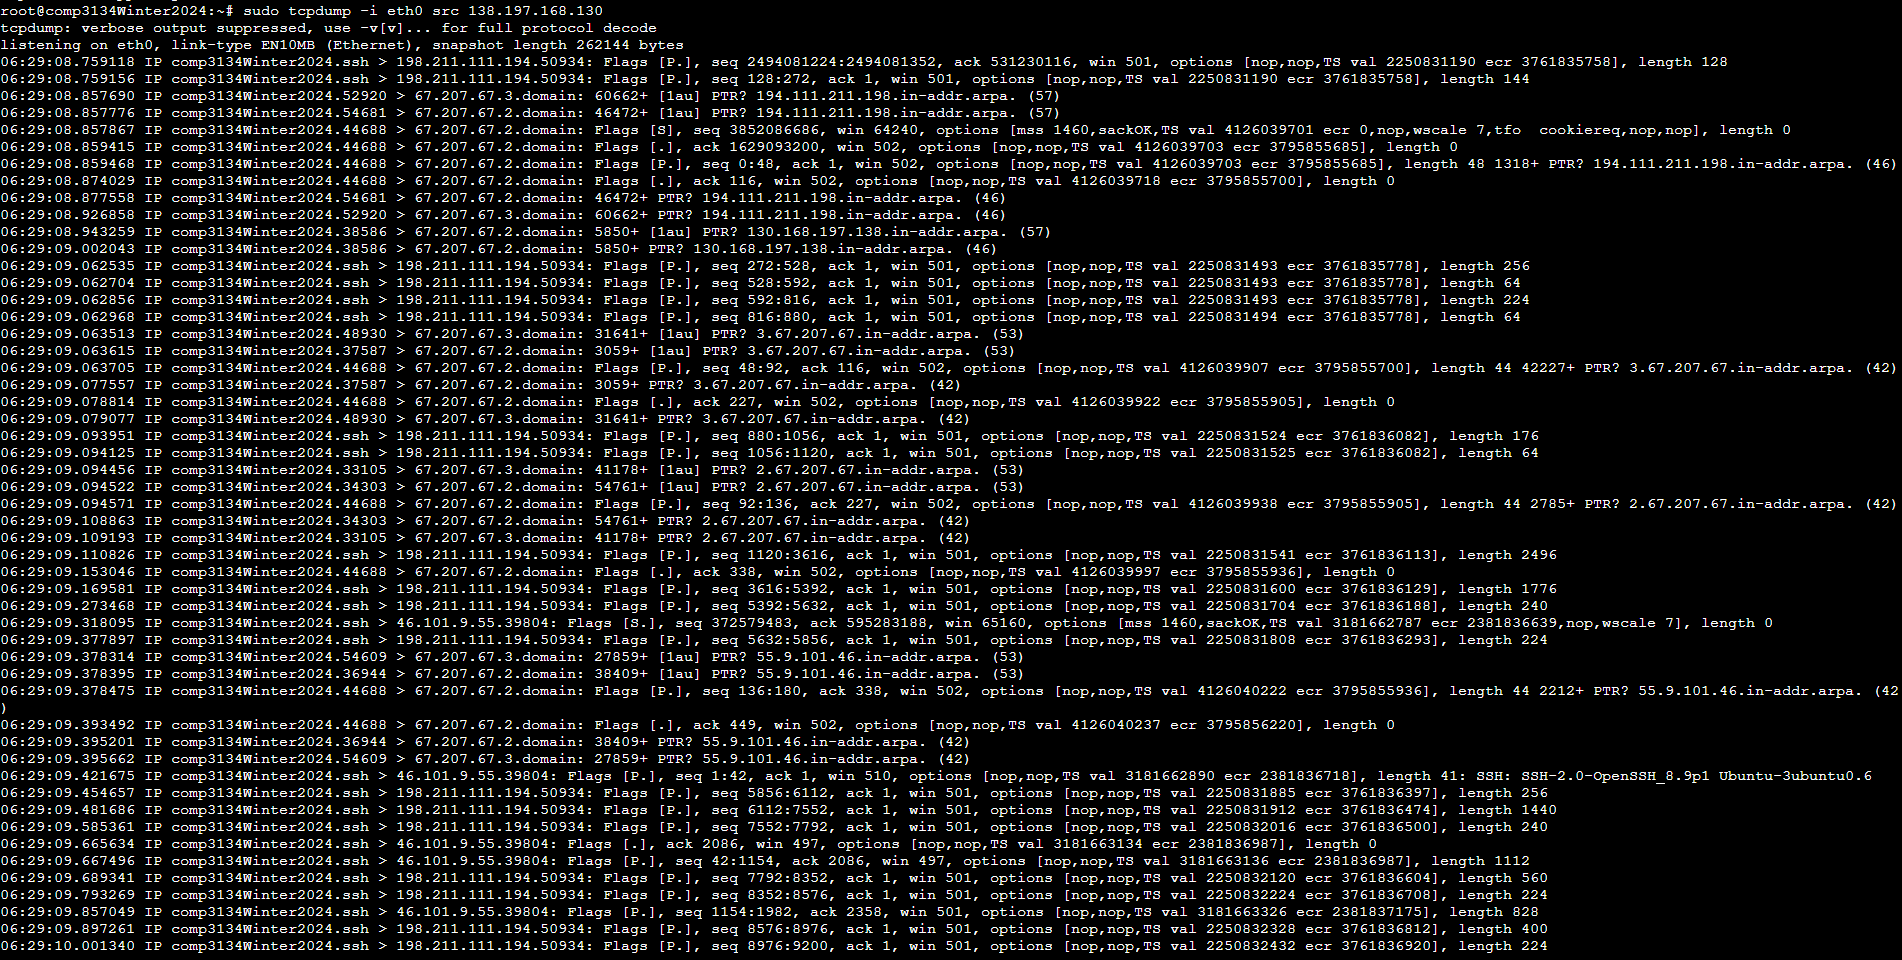 root@comp3134Winter2024:~# sudo tcpdump -i eth0 src 138.197.168.130
tcpdump: verbose output suppressed, use -v[v]... for full protocol decode
listening on eth0, link-type EN10MB (Ethernet), snapshot length 262144 bytes
06:29:08.759118 IP comp3134Winter2024.ssh > 198.211.111.194.50934: Flags [P.], seq 2494081224:2494081352, ack 531230116, win 501, options [nop,nop,TS val 2250831190 ecr 3761835758], length 128
06:29:08.759156 IP comp3134Winter2024.ssh > 198.211.111.194.50934: Flags [P.], seq 128:272, ack 1, win 501, options [nop,nop,TS val 2250831190 ecr 3761835758], length 144
06:29:08.857690 IP comp3134Winter2024.52920 > 67.207.67.3.domain: 60662+ [1au] PTR? 194.111.211.198.in-addr.arpa. (57)
06:29:08.857776 IP comp3134Winter2024.54681 > 67.207.67.2.domain: 46472+ [1au] PTR? 194.111.211.198.in-addr.arpa. (57)
06:29:08.857867 IP comp3134Winter2024.44688 > 67.207.67.2.domain: Flags [S], seq 3852086686, win 64240, options [mss 1460,sackOK,TS val 4126039701 ecr 0,nop,wscale 7,tfo  cookiereq,nop,nop], length 0
06:29:08.859415 IP comp3134Winter2024.44688 > 67.207.67.2.domain: Flags [.], ack 1629093200, win 502, options [nop,nop,TS val 4126039703 ecr 3795855685], length 0
06:29:08.859468 IP comp3134Winter2024.44688 > 67.207.67.2.domain: Flags [P.], seq 0:48, ack 1, win 502, options [nop,nop,TS val 4126039703 ecr 3795855685], length 48 1318+ PTR? 194.111.211.198.in-addr.arpa. (46)
06:29:08.874029 IP comp3134Winter2024.44688 > 67.207.67.2.domain: Flags [.], ack 116, win 502, options [nop,nop,TS val 4126039718 ecr 3795855700], length 0
06:29:08.877558 IP comp3134Winter2024.54681 > 67.207.67.2.domain: 46472+ PTR? 194.111.211.198.in-addr.arpa. (46)
06:29:08.926858 IP comp3134Winter2024.52920 > 67.207.67.3.domain: 60662+ PTR? 194.111.211.198.in-addr.arpa. (46)
06:29:08.943259 IP comp3134Winter2024.38586 > 67.207.67.2.domain: 5850+ [1au] PTR? 130.168.197.138.in-addr.arpa. (57)
06:29:09.002043 IP comp3134Winter2024.38586 > 67.207.67.2.domain: 5850+ PTR? 130.168.197.138.in-addr.arpa. (46)
06:29:09.062535 IP comp3134Winter2024.ssh > 198.211.111.194.50934: Flags [P.], seq 272:528, ack 1, win 501, options [nop,nop,TS val 2250831493 ecr 3761835778], length 256
06:29:09.062704 IP comp3134Winter2024.ssh > 198.211.111.194.50934: Flags [P.], seq 528:592, ack 1, win 501, options [nop,nop,TS val 2250831493 ecr 3761835778], length 64
06:29:09.062856 IP comp3134Winter2024.ssh > 198.211.111.194.50934: Flags [P.], seq 592:816, ack 1, win 501, options [nop,nop,TS val 2250831493 ecr 3761835778], length 224
06:29:09.062968 IP comp3134Winter2024.ssh > 198.211.111.194.50934: Flags [P.], seq 816:880, ack 1, win 501, options [nop,nop,TS val 2250831494 ecr 3761835778], length 64
06:29:09.063513 IP comp3134Winter2024.48930 > 67.207.67.3.domain: 31641+ [1au] PTR? 3.67.207.67.in-addr.arpa. (53)
06:29:09.063615 IP comp3134Winter2024.37587 > 67.207.67.2.domain: 3059+ [1au] PTR? 3.67.207.67.in-addr.arpa. (53)
06:29:09.063705 IP comp3134Winter2024.44688 > 67.207.67.2.domain: Flags [P.], seq 48:92, ack 116, win 502, options [nop,nop,TS val 4126039907 ecr 3795855700], length 44 42227+ PTR? 3.67.207.67.in-addr.arpa. (42)
06:29:09.077557 IP comp3134Winter2024.37587 > 67.207.67.2.domain: 3059+ PTR? 3.67.207.67.in-addr.arpa. (42)
06:29:09.078814 IP comp3134Winter2024.44688 > 67.207.67.2.domain: Flags [.], ack 227, win 502, options [nop,nop,TS val 4126039922 ecr 3795855905], length 0
06:29:09.079077 IP comp3134Winter2024.48930 > 67.207.67.3.domain: 31641+ PTR? 3.67.207.67.in-addr.arpa. (42)
06:29:09.093951 IP comp3134Winter2024.ssh > 198.211.111.194.50934: Flags [P.], seq 880:1056, ack 1, win 501, options [nop,nop,TS val 2250831524 ecr 3761836082], length 176
06:29:09.094125 IP comp3134Winter2024.ssh > 198.211.111.194.50934: Flags [P.], seq 1056:1120, ack 1, win 501, options [nop,nop,TS val 2250831525 ecr 3761836082], length 64
06:29:09.094456 IP comp3134Winter2024.33105 > 67.207.67.3.domain: 41178+ [1au] PTR? 2.67.207.67.in-addr.arpa. (53)
06:29:09.094522 IP comp3134Winter2024.34303 > 67.207.67.2.domain: 54761+ [1au] PTR? 2.67.207.67.in-addr.arpa. (53)
06:29:09.094571 IP comp3134Winter2024.44688 > 67.207.67.2.domain: Flags [P.], seq 92:136, ack 227, win 502, options [nop,nop,TS val 4126039938 ecr 3795855905], length 44 2785+ PTR? 2.67.207.67.in-addr.arpa. (42)
06:29:09.108863 IP comp3134Winter2024.34303 > 67.207.67.2.domain: 54761+ PTR? 2.67.207.67.in-addr.arpa. (42)
06:29:09.109193 IP comp3134Winter2024.33105 > 67.207.67.3.domain: 41178+ PTR? 2.67.207.67.in-addr.arpa. (42)
06:29:09.110826 IP comp3134Winter2024.ssh > 198.211.111.194.50934: Flags [P.], seq 1120:3616, ack 1, win 501, options [nop,nop,TS val 2250831541 ecr 3761836113], length 2496
06:29:09.153046 IP comp3134Winter2024.44688 > 67.207.67.2.domain: Flags [.], ack 338, win 502, options [nop,nop,TS val 4126039997 ecr 3795855936], length 0
06:29:09.169581 IP comp3134Winter2024.ssh > 198.211.111.194.50934: Flags [P.], seq 3616:5392, ack 1, win 501, options [nop,nop,TS val 2250831600 ecr 3761836129], length 1776
06:29:09.273468 IP comp3134Winter2024.ssh > 198.211.111.194.50934: Flags [P.], seq 5392:5632, ack 1, win 501, options [nop,nop,TS val 2250831704 ecr 3761836188], length 240
06:29:09.318095 IP comp3134Winter2024.ssh > 46.101.9.55.39804: Flags [S.], seq 372579483, ack 595283188, win 65160, options [mss 1460,sackOK,TS val 3181662787 ecr 2381836639,nop,wscale 7], length 0
06:29:09.377897 IP comp3134Winter2024.ssh > 198.211.111.194.50934: Flags [P.], seq 5632:5856, ack 1, win 501, options [nop,nop,TS val 2250831808 ecr 3761836293], length 224
06:29:09.378314 IP comp3134Winter2024.54609 > 67.207.67.3.domain: 27859+ [1au] PTR? 55.9.101.46.in-addr.arpa. (53)
06:29:09.378395 IP comp3134Winter2024.36944 > 67.207.67.2.domain: 38409+ [1au] PTR? 55.9.101.46.in-addr.arpa. (53)
06:29:09.378475 IP comp3134Winter2024.44688 > 67.207.67.2.domain: Flags [P.], seq 136:180, ack 338, win 502, options [nop,nop,TS val 4126040222 ecr 3795855936], length 44 2212+ PTR? 55.9.101.46.in-addr.arpa. (42
)
06:29:09.393492 IP comp3134Winter2024.44688 > 67.207.67.2.domain: Flags [.], ack 449, win 502, options [nop,nop,TS val 4126040237 ecr 3795856220], length 0
06:29:09.395201 IP comp3134Winter2024.36944 > 67.207.67.2.domain: 38409+ PTR? 55.9.101.46.in-addr.arpa. (42)
06:29:09.395662 IP comp3134Winter2024.54609 > 67.207.67.3.domain: 27859+ PTR? 55.9.101.46.in-addr.arpa. (42)
06:29:09.421675 IP comp3134Winter2024.ssh > 46.101.9.55.39804: Flags [P.], seq 1:42, ack 1, win 510, options [nop,nop,TS val 3181662890 ecr 2381836718], length 41: SSH: SSH-2.0-OpenSSH_8.9p1 Ubuntu-3ubuntu0.6
06:29:09.454657 IP comp3134Winter2024.ssh > 198.211.111.194.50934: Flags [P.], seq 5856:6112, ack 1, win 501, options [nop,nop,TS val 2250831885 ecr 3761836397], length 256
06:29:09.481686 IP comp3134Winter2024.ssh > 198.211.111.194.50934: Flags [P.], seq 6112:7552, ack 1, win 501, options [nop,nop,TS val 2250831912 ecr 3761836474], length 1440
06:29:09.585361 IP comp3134Winter2024.ssh > 198.211.111.194.50934: Flags [P.], seq 7552:7792, ack 1, win 501, options [nop,nop,TS val 2250832016 ecr 3761836500], length 240
06:29:09.665634 IP comp3134Winter2024.ssh > 46.101.9.55.39804: Flags [.], ack 2086, win 497, options [nop,nop,TS val 3181663134 ecr 2381836987], length 0
06:29:09.667496 IP comp3134Winter2024.ssh > 46.101.9.55.39804: Flags [P.], seq 42:1154, ack 2086, win 497, options [nop,nop,TS val 3181663136 ecr 2381836987], length 1112
06:29:09.689341 IP comp3134Winter2024.ssh > 198.211.111.194.50934: Flags [P.], seq 7792:8352, ack 1, win 501, options [nop,nop,TS val 2250832120 ecr 3761836604], length 560
06:29:09.793269 IP comp3134Winter2024.ssh > 198.211.111.194.50934: Flags [P.], seq 8352:8576, ack 1, win 501, options [nop,nop,TS val 2250832224 ecr 3761836708], length 224
06:29:09.857049 IP comp3134Winter2024.ssh > 46.101.9.55.39804: Flags [P.], seq 1154:1982, ack 2358, win 501, options [nop,nop,TS val 3181663326 ecr 2381837175], length 828
06:29:09.897261 IP comp3134Winter2024.ssh > 198.211.111.194.50934: Flags [P.], seq 8576:8976, ack 1, win 501, options [nop,nop,TS val 2250832328 ecr 3761836812], length 400
06:29:10.001340 IP comp3134Winter2024.ssh > 198.211.111.194.50934: Flags [P.], seq 8976:9200, ack 1, win 501, options [nop,nop,TS val 2250832432 ecr 3761836920], length 224